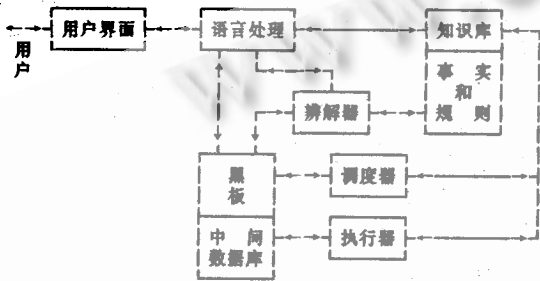 用户界面
语言处理
知识库
用户
事实
和
规则
辨解器
黑板
调度器
中间
数据库
执行器